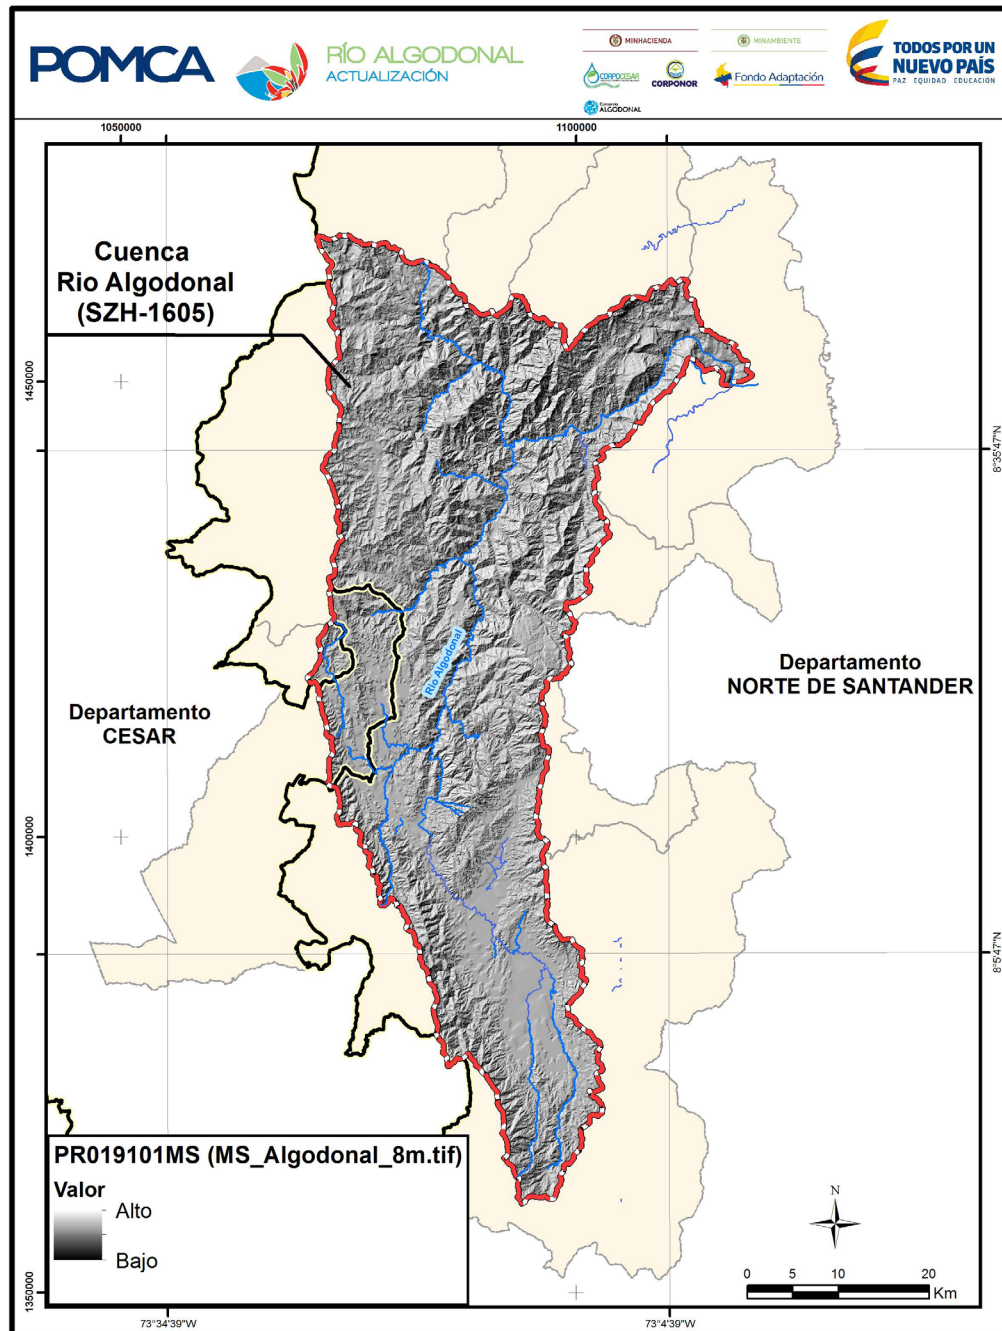 POMCA
RÍO ALGODONAL
ACTUALIZACIÓN
MINHACIENDA
MINAMBIENTE
CORPOCESAR
CORPONOR
Fondo Adaptación
Consorcio
ALGODONAL
TODOS POR UN
NUEVO PAÍS
PAZ EQUIDAD EDUCACIÓN
1050000
1100000
Cuenca
Rio Algodonal
(SZH-1605)
1450000
8°35'47"N
Río Algodonal
Departamento
CESAR
Departamento
NORTE DE SANTANDER
1400000
8°5'47"N
PR019101MS (MS_Algodonal_8m.tif)
Valor
Alto
Bajo
N
0 5 10 20
Km
1350000
73°34'39"W
73°4'39"W